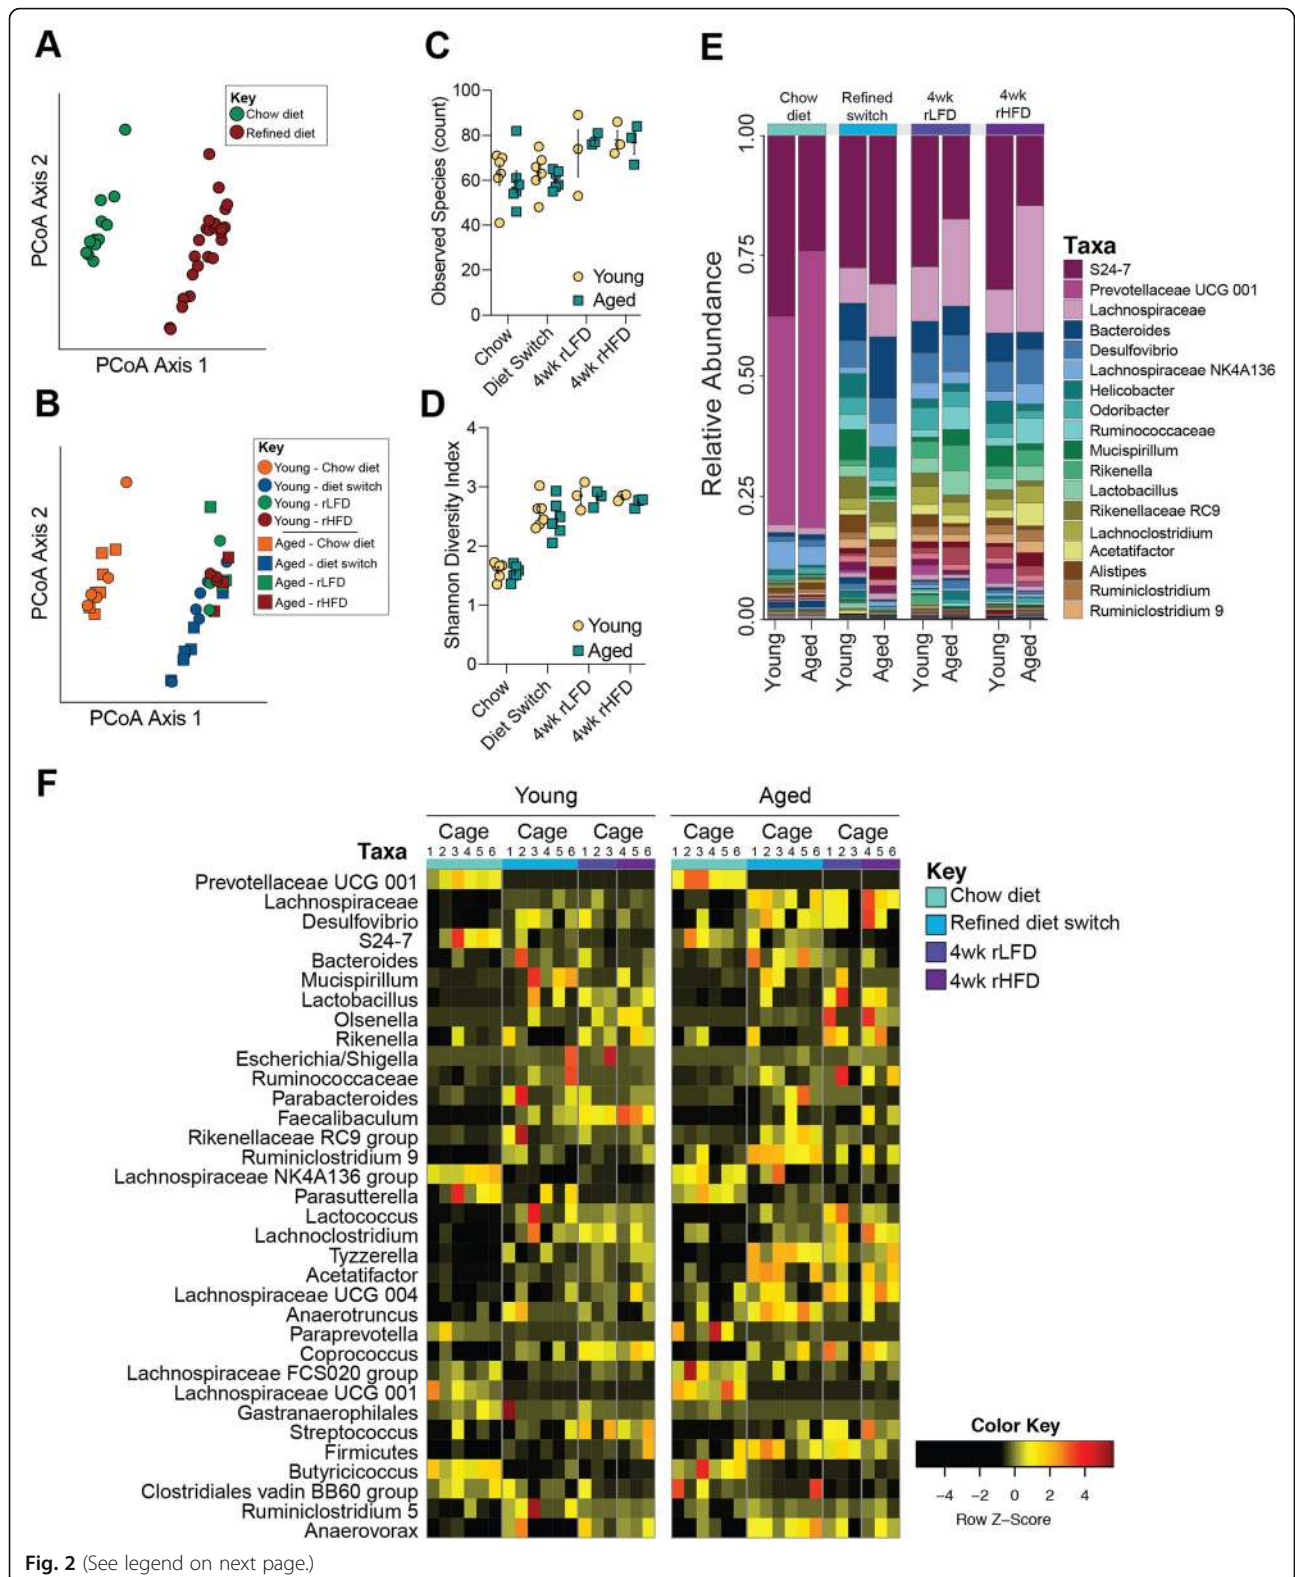 A
Key
Chow diet
Refined diet
PCoA Axis 2
PCoA Axis 1
B
Key
Young - Chow diet
Young - diet switch
Young - rLFD
Young - rHFD
Aged - Chow diet
Aged - diet switch
Aged - rLFD
Aged - rHFD
PCoA Axis 2
PCoA Axis 1
C
Observed Species (count)
100
80
60
40
20
0
Young
Aged
Chow
Diet Switch
4wk rLFD
4wk rHFD
D
Shannon Diversity Index
4
3
2
1
0
Young
Aged
Chow
Diet Switch
4wk rLFD
4wk rHFD
E
Chow diet
Refined switch
4wk rLFD
4wk rHFD
Relative Abundance
1.00
0.75
0.50
0.25
0.00
Young
Aged
Young
Aged
Young
Aged
Young
Aged
Taxa
S24-7
Prevotellaceae UCG 001
Lachnospiraceae
Bacteroides
Desulfovibrio
Lachnospiraceae NK4A136
Helicobacter
Odoribacter
Ruminococcaceae
Mucispirillum
Rikenella
Lactobacillus
Rikenellaceae RC9
Lachnoclostridium
Acetatifactor
Alistipes
Ruminiclostridium
Ruminiclostridium 9
F
Young
Aged
Cage Cage Cage
Cage Cage Cage
Taxa
1 2 3 4 5 6 1 2 3 4 5 6 1 2 3 4 5 6
1 2 3 4 5 6 1 2 3 4 5 6 1 2 3 4 5 6
Prevotellaceae UCG 001
Lachnospiraceae
Desulfovibrio
S24-7
Bacteroides
Mucispirillum
Lactobacillus
Olsenella
Rikenella
Escherichia/Shigella
Ruminococcaceae
Parabacteroides
Faecalibaculum
Rikenellaceae RC9 group
Ruminiclostridium 9
Lachnospiraceae NK4A136 group
Parasutterella
Lactococcus
Lachnoclostridium
Tyzzerella
Acetatifactor
Lachnospiraceae UCG 004
Anaerotruncus
Paraprevotella
Coprococcus
Lachnospiraceae FCS020 group
Lachnospiraceae UCG 001
Gastranaerophilales
Streptococcus
Firmicutes
Butyricicoccus
Clostridiales vadin BB60 group
Ruminiclostridium 5
Anaerovorax
Key
Chow diet
Refined diet switch
4wk rLFD
4wk rHFD
Color Key
−4 −2 0 2 4
Row Z−Score
Fig. 2 (See legend on next page.)